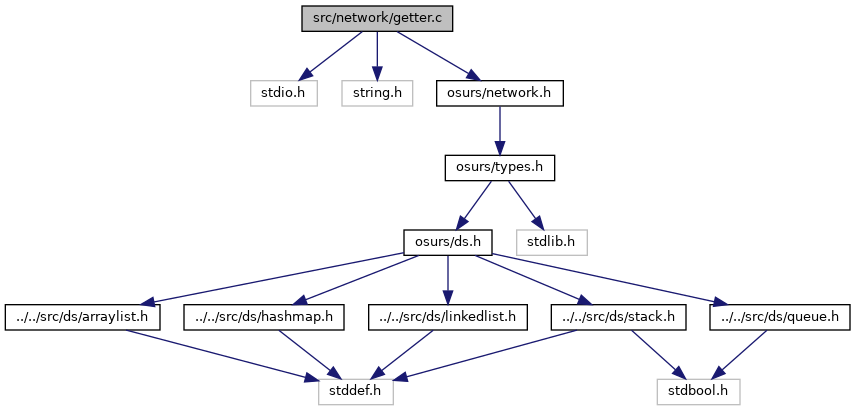 src/network/getter.c
stdio.h
string.h
osurs/network.h
osurs/types.h
osurs/ds.h
stdlib.h
../../src/ds/arraylist.h
../../src/ds/hashmap.h
../../src/ds/linkedlist.h
../../src/ds/stack.h
../../src/ds/queue.h
stddef.h
stdbool.h